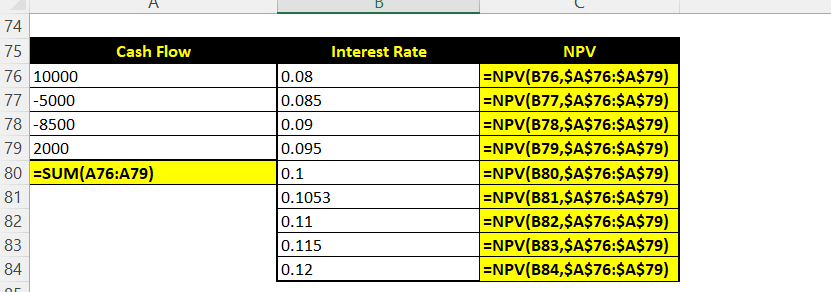 A B C
74
75 Cash Flow Interest Rate NPV
76 10000 0.08 =NPV(B76,$A$76:$A$79)
77 -5000 0.085 =NPV(B77,$A$76:$A$79)
78 -8500 0.09 =NPV(B78,$A$76:$A$79)
79 2000 0.095 =NPV(B79,$A$76:$A$79)
80 =SUM(A76:A79) 0.1 =NPV(B80,$A$76:$A$79)
81 0.1053 =NPV(B81,$A$76:$A$79)
82 0.11 =NPV(B82,$A$76:$A$79)
83 0.115 =NPV(B83,$A$76:$A$79)
84 0.12 =NPV(B84,$A$76:$A$79)